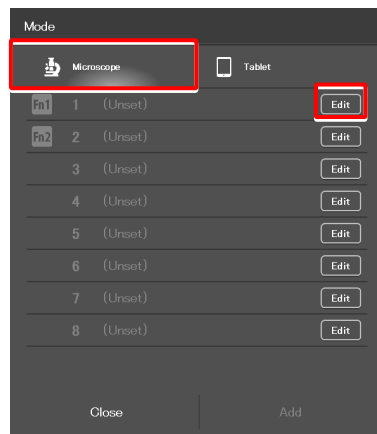 Mode
Microscope Tablet
Fn1 1 (Unset) Edit
Fn2 2 (Unset) Edit
3 (Unset) Edit
4 (Unset) Edit
5 (Unset) Edit
6 (Unset) Edit
7 (Unset) Edit
8 (Unset) Edit
Close Add